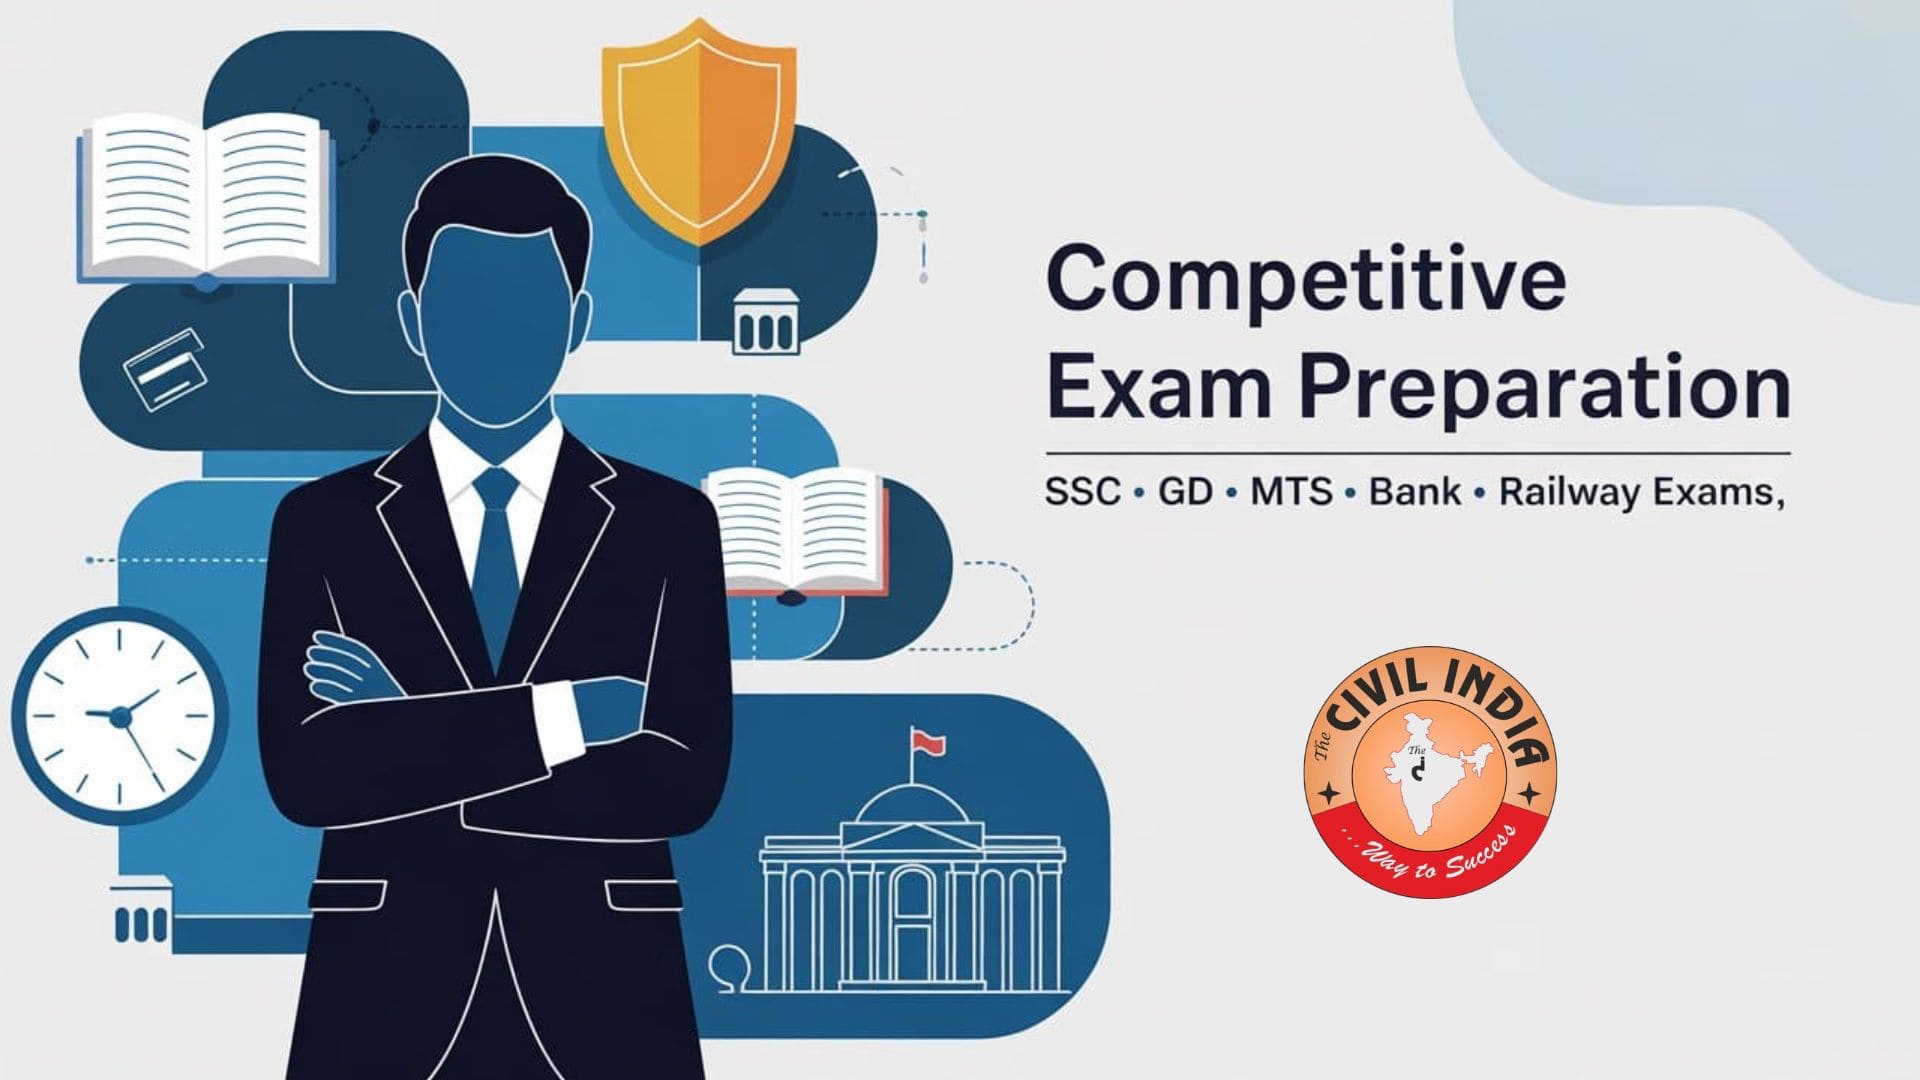 Competitive
Exam Preparation
SSC • GD • MTS • Bank • Railway Exams,
The CIVIL INDIA
The
...Way to Success